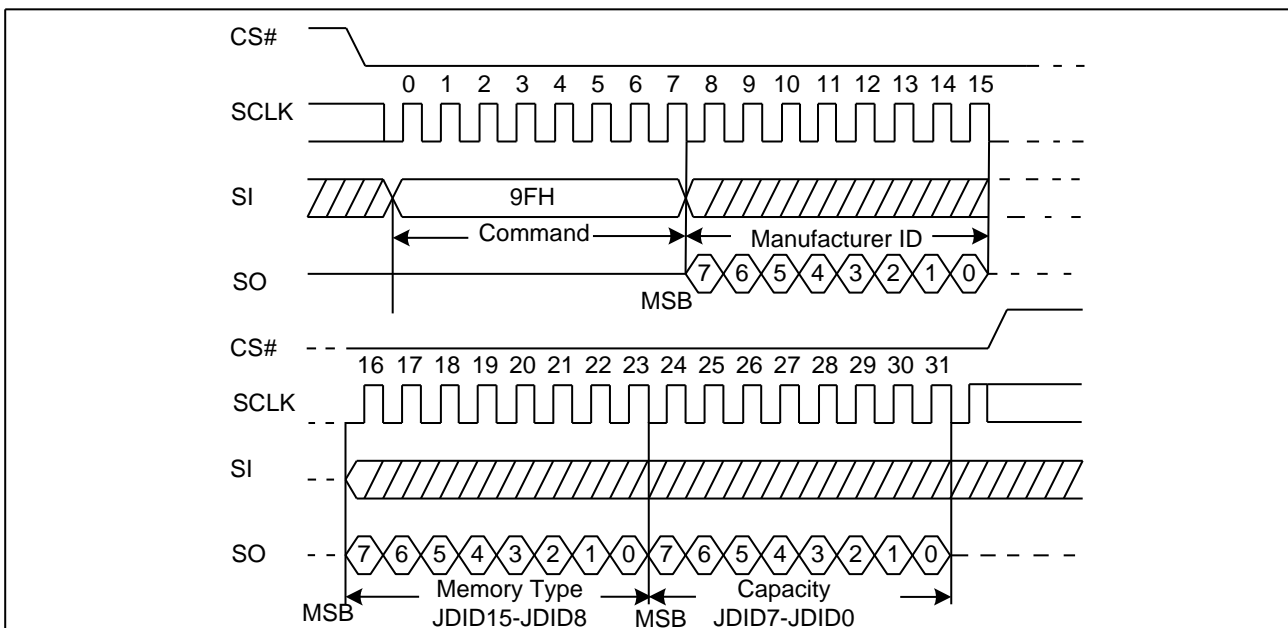 CS#
0 1 2 3 4 5 6 7 8 9 10 11 12 13 14 15
SCLK
SI 9FH
Command Manufacturer ID
SO 7 6 5 4 3 2 1 0
MSB
CS#
16 17 18 19 20 21 22 23 24 25 26 27 28 29 30 31
SCLK
SI
SO 7 6 5 4 3 2 1 0 7 6 5 4 3 2 1 0
Memory Type Capacity
MSB JDID15-JDID8 MSB JDID7-JDID0